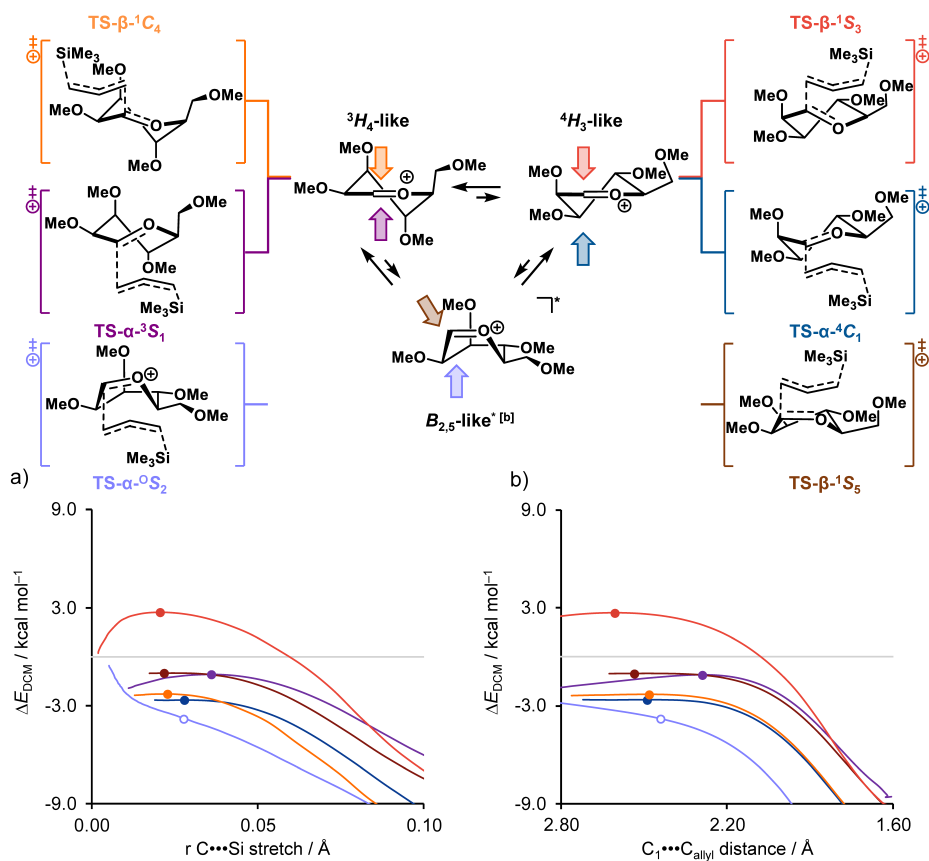 TS-β-¹C₄
TS-β-¹S₃
‡
⊕
SiMe₃
MeO
MeO
OMe
O
MeO
‡
⊕
Me₃Si
MeO
OMe
OMe
MeO
O
³H₄-like
⁴H₃-like
MeO
OMe
MeO
O
⊕
OMe
MeO
OMe
OMe
MeO
O
⊕
‡
⊕
MeO
OMe
O
MeO
OMe
Me₃Si
‡
⊕
OMe
MeO
OMe
O
MeO
Me₃Si
TS-α-³S₁
TS-α-⁴C₁
MeO
O
⊕
OMe
MeO
OMe
*
B₂,₅-like* [b]
‡
⊕
MeO
O
⊕
MeO
OMe
OMe
Me₃Si
‡
⊕
Me₃Si
MeO
OMe
OMe
MeO
O
TS-α-ᴼS₂
TS-β-¹S₅
a)
b)
9.0
3.0
-3.0
-9.0
ΔE_DCM / kcal mol⁻¹
0.00
0.05
0.10
r C•••Si stretch / Å
9.0
3.0
-3.0
-9.0
ΔE_DCM / kcal mol⁻¹
2.80
2.20
1.60
C₁•••C_allyl distance / Å